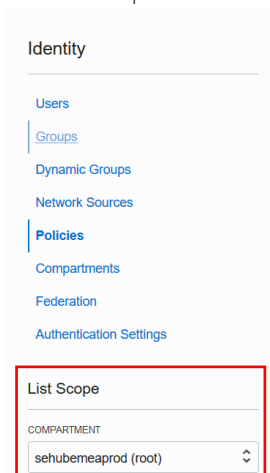 Identity
Users
Groups
Dynamic Groups
Network Sources
Policies
Compartments
Federation
Authentication Settings
List Scope
COMPARTMENT
sehubemeaprod (root)